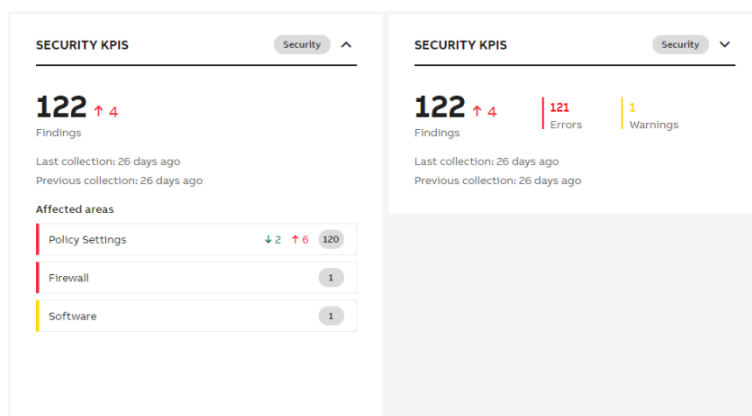 SECURITY KPIS Security
122 ↑ 4
Findings
Last collection: 26 days ago
Previous collection: 26 days ago
Affected areas
Policy Settings ↓ 2 ↑ 6 120
Firewall 1
Software 1
SECURITY KPIS Security
122 ↑ 4 121 1
Findings Errors Warnings
Last collection: 26 days ago
Previous collection: 26 days ago